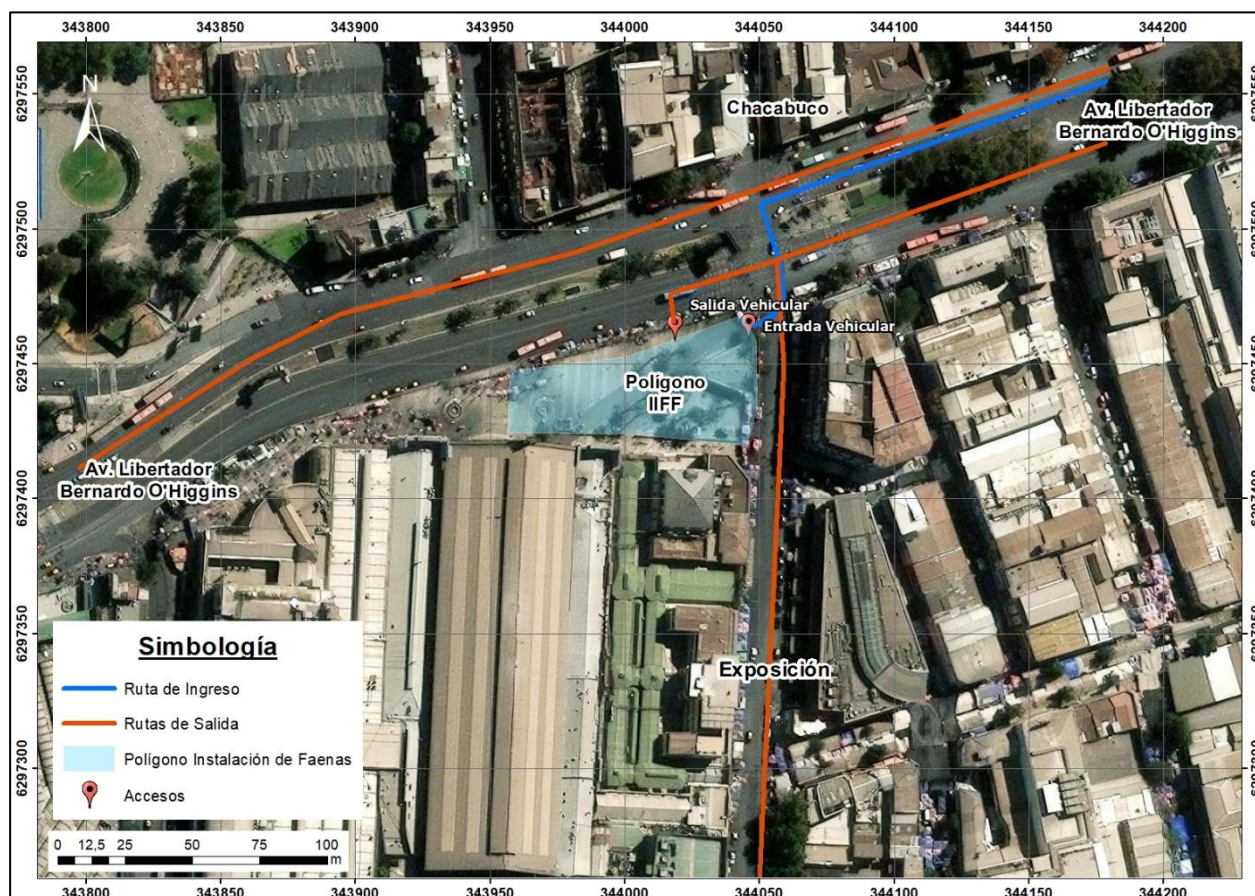 343800 343850 343900 343950 344000 344050 344100 344150 344200
6297550 6297550
N
Chacabuco
Av. Libertador
Bernardo O'Higgins
6297500 6297500
Salida Vehicular
Entrada Vehicular
6297450 6297450
Polígono
IIFF
Av. Libertador
Bernardo O'Higgins
6297400 6297400
6297350 6297350
Exposición
6297300 6297300
Simbología
Ruta de Ingreso
Rutas de Salida
Polígono Instalación de Faenas
Accesos
0 12,5 25 50 75 100
m
343800 343850 343900 343950 344000 344050 344100 344150 344200